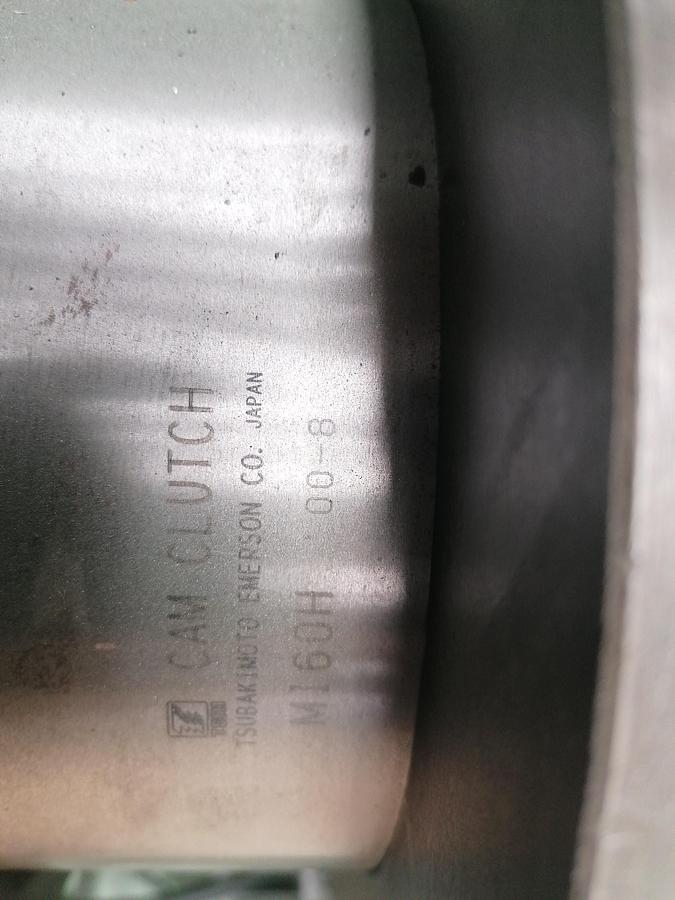 CAM CLUTCH
TSUBAKIMOTO EMERSON CO. JAPAN
MI60H 00-8